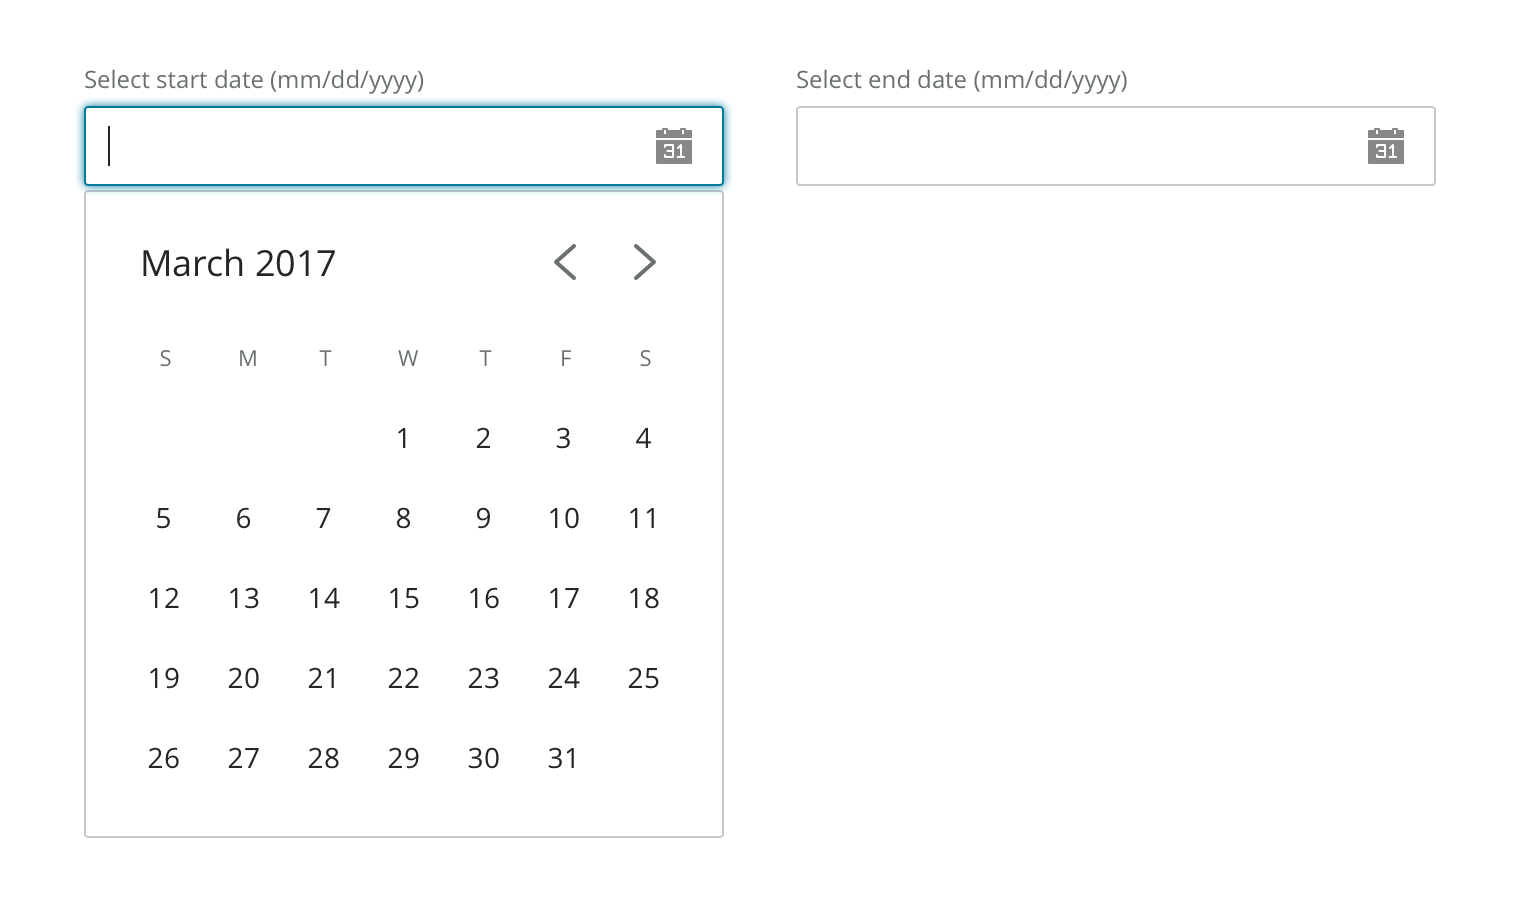 Select start date (mm/dd/yyyy)
31
March 2017
S M T W T F S
1 2 3 4
5 6 7 8 9 10 11
12 13 14 15 16 17 18
19 20 21 22 23 24 25
26 27 28 29 30 31
Select end date (mm/dd/yyyy)
31